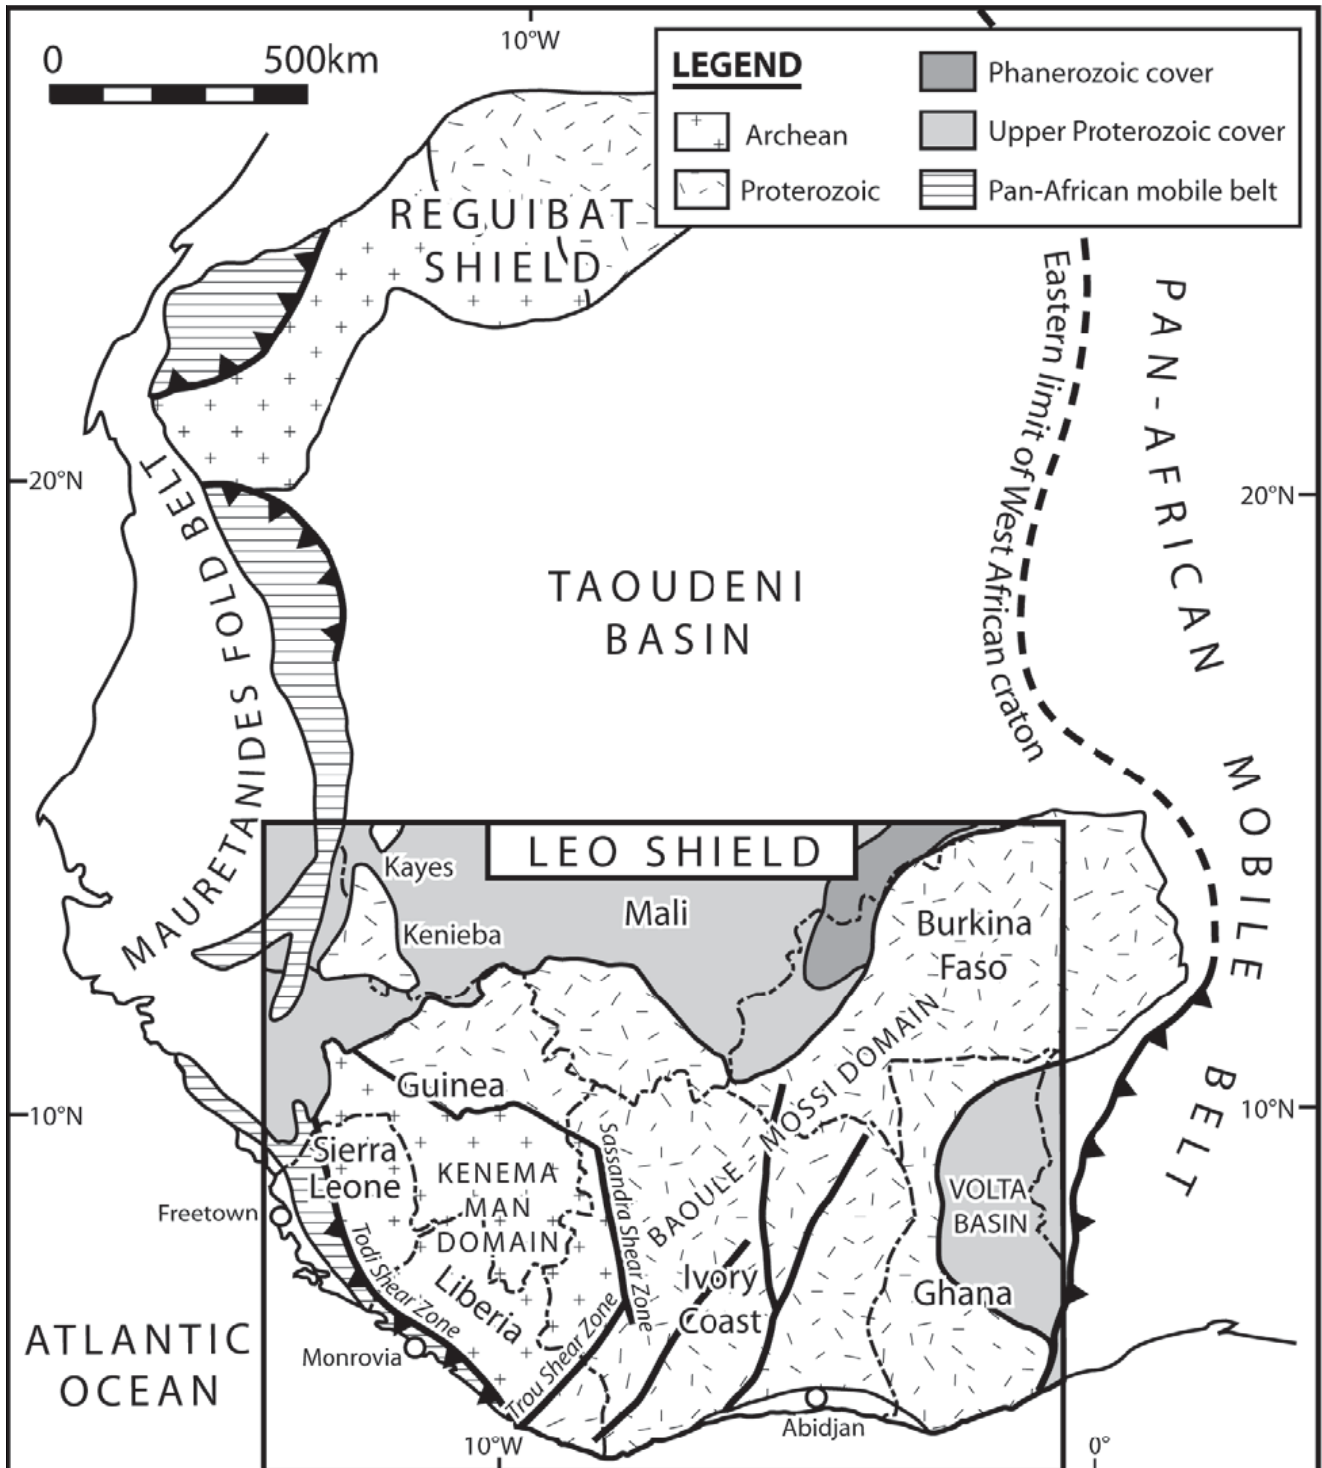 10°W
0 500km
LEGEND
Archean
Proterozoic
Phanerozoic cover
Upper Proterozoic cover
Pan-African mobile belt
REGUIBAT
SHIELD
Eastern limit of West African craton
PAN-AFRICAN
MOBILE
BELT
20°N
20°N
MAURETANIDES FOLD BELT
TAOUDENI
BASIN
LEO SHIELD
Kayes
Kenieba
Mali
Burkina
Faso
10°N
10°N
Guinea
BAOULE - MOSSI DOMAIN
Sierra
Leone
KENEMA
MAN
DOMAIN
Sassandra Shear Zone
VOLTA
BASIN
Freetown
Todi Shear Zone
Liberia
Ivory
Coast
Ghana
Trou Shear Zone
Monrovia
ATLANTIC
OCEAN
Abidjan
10°W
0°